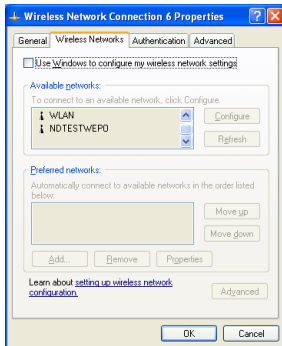 Wireless Network Connection 6 Properties
General Wireless Networks Authentication Advanced
Use Windows to configure my wireless network settings
Available networks:
To connect to an available network, click Configure.
WLAN
NDTESTWEPO
Configure
Refresh
Preferred networks:
Automatically connect to available networks in the order listed
below:
Move up
Move down
Add... Remove Properties
Learn about setting up wireless network
configuration.
Advanced
OK Cancel